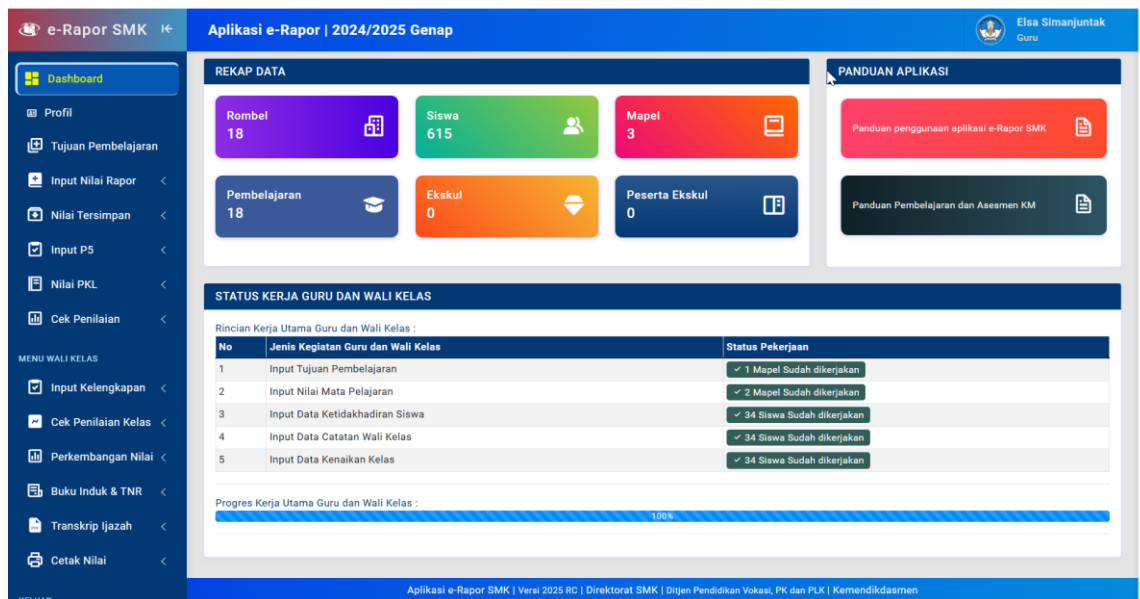 e-Rapor SMK
Aplikasi e-Rapor | 2024/2025 Genap
Elsa Simanjuntak
Guru
Dashboard
Profil
Tujuan Pembelajaran
Input Nilai Rapor
Nilai Tersimpan
Input P5
Nilai PKL
Cek Penilaian
MENU WALI KELAS
Input Kelengkapan
Cek Penilaian Kelas
Perkembangan Nilai
Buku Induk & TNR
Transkrip Ijazah
Cetak Nilai
REKAP DATA
Rombel
18
Siswa
615
Mapel
3
Pembelajaran
18
Ekskul
0
Peserta Ekskul
0
PANDUAN APLIKASI
Panduan penggunaan aplikasi e-Rapor SMK
Panduan Pembelajaran dan Asesmen KM
STATUS KERJA GURU DAN WALI KELAS
Rincian Kerja Utama Guru dan Wali Kelas :
No Jenis Kegiatan Guru dan Wali Kelas Status Pekerjaan
1 Input Tujuan Pembelajaran ✓ 1 Mapel Sudah dikerjakan
2 Input Nilai Mata Pelajaran ✓ 2 Mapel Sudah dikerjakan
3 Input Data Ketidakhadiran Siswa ✓ 34 Siswa Sudah dikerjakan
4 Input Data Catatan Wali Kelas ✓ 34 Siswa Sudah dikerjakan
5 Input Data Kenaikan Kelas ✓ 34 Siswa Sudah dikerjakan
Progres Kerja Utama Guru dan Wali Kelas :
100%
Aplikasi e-Rapor SMK | Versi 2025 RC | Direktorat SMK | Ditjen Pendidikan Vokasi, PK dan PLK | Kemendikdasmen